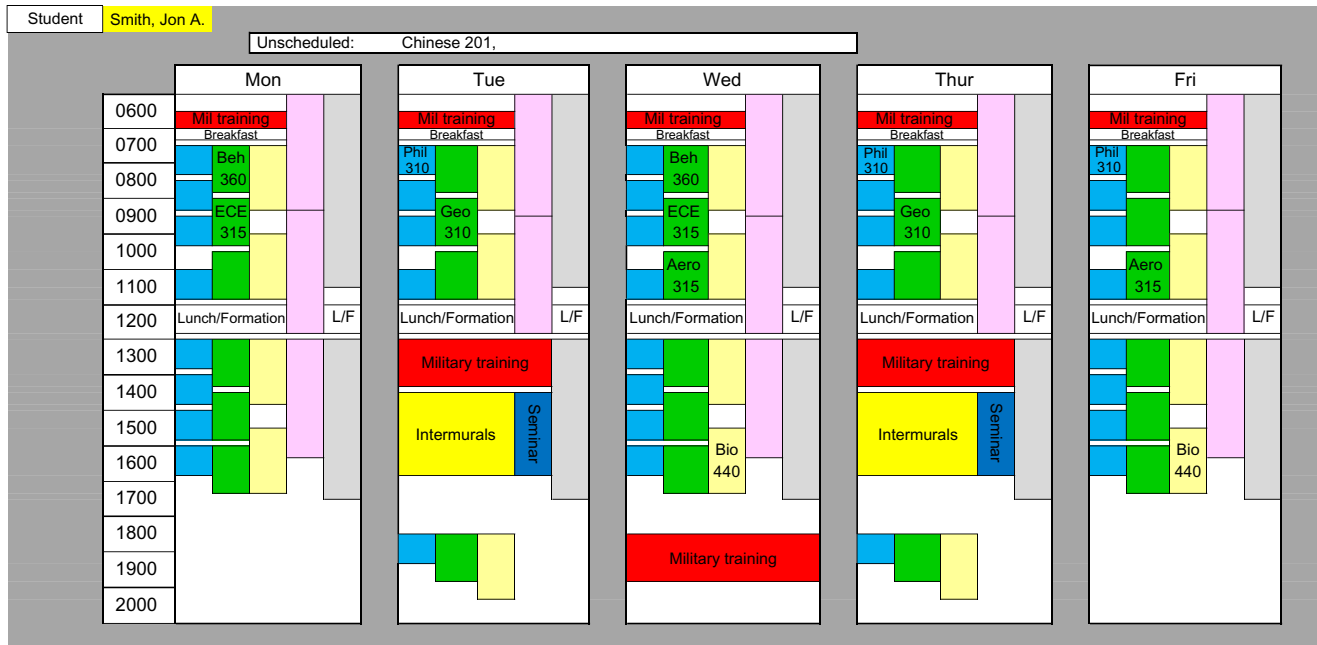 Student Smith, Jon A.
Unscheduled: Chinese 201,
Mon Tue Wed Thur Fri
0600
Mil training Mil training Mil training Mil training Mil training
Breakfast Breakfast Breakfast Breakfast Breakfast
0700
Beh Phil Beh Phil Phil
360 310 360 310 310
0800
0900
ECE Geo ECE Geo
315 310 315 310
1000
Aero Aero
315 315
1100
1200
Lunch/Formation L/F Lunch/Formation L/F Lunch/Formation L/F Lunch/Formation L/F Lunch/Formation L/F
1300
Military training Military training
1400
1500
Intermurals Seminar Intermurals Seminar
Bio Bio
1600
440 440
1700
1800
Military training
1900
2000